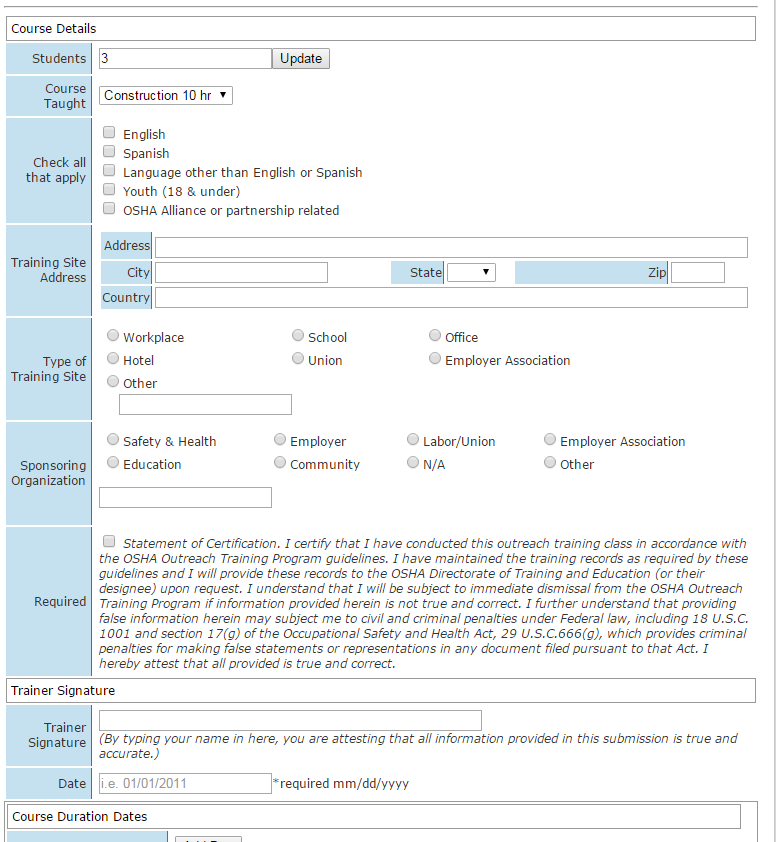 Course Details
Students 3 Update
Course Taught Construction 10 hr
Check all that apply
English
Spanish
Language other than English or Spanish
Youth (18 & under)
OSHA Alliance or partnership related
Training Site Address
Address
City State Zip
Country
Type of Training Site
Workplace School Office
Hotel Union Employer Association
Other
Sponsoring Organization
Safety & Health Employer Labor/Union Employer Association
Education Community N/A Other
Required
Statement of Certification. I certify that I have conducted this outreach training class in accordance with
the OSHA Outreach Training Program guidelines. I have maintained the training records as required by these
guidelines and I will provide these records to the OSHA Directorate of Training and Education (or their
designee) upon request. I understand that I will be subject to immediate dismissal from the OSHA Outreach
Training Program if information provided herein is not true and correct. I further understand that providing
false information herein may subject me to civil and criminal penalties under Federal law, including 18 U.S.C.
1001 and section 17(g) of the Occupational Safety and Health Act, 29 U.S.C.666(g), which provides criminal
penalties for making false statements or representations in any document filed pursuant to that Act. I
hereby attest that all provided is true and correct.
Trainer Signature
Trainer Signature
(By typing your name in here, you are attesting that all information provided in this submission is true and
accurate.)
Date i.e. 01/01/2011 *required mm/dd/yyyy
Course Duration Dates